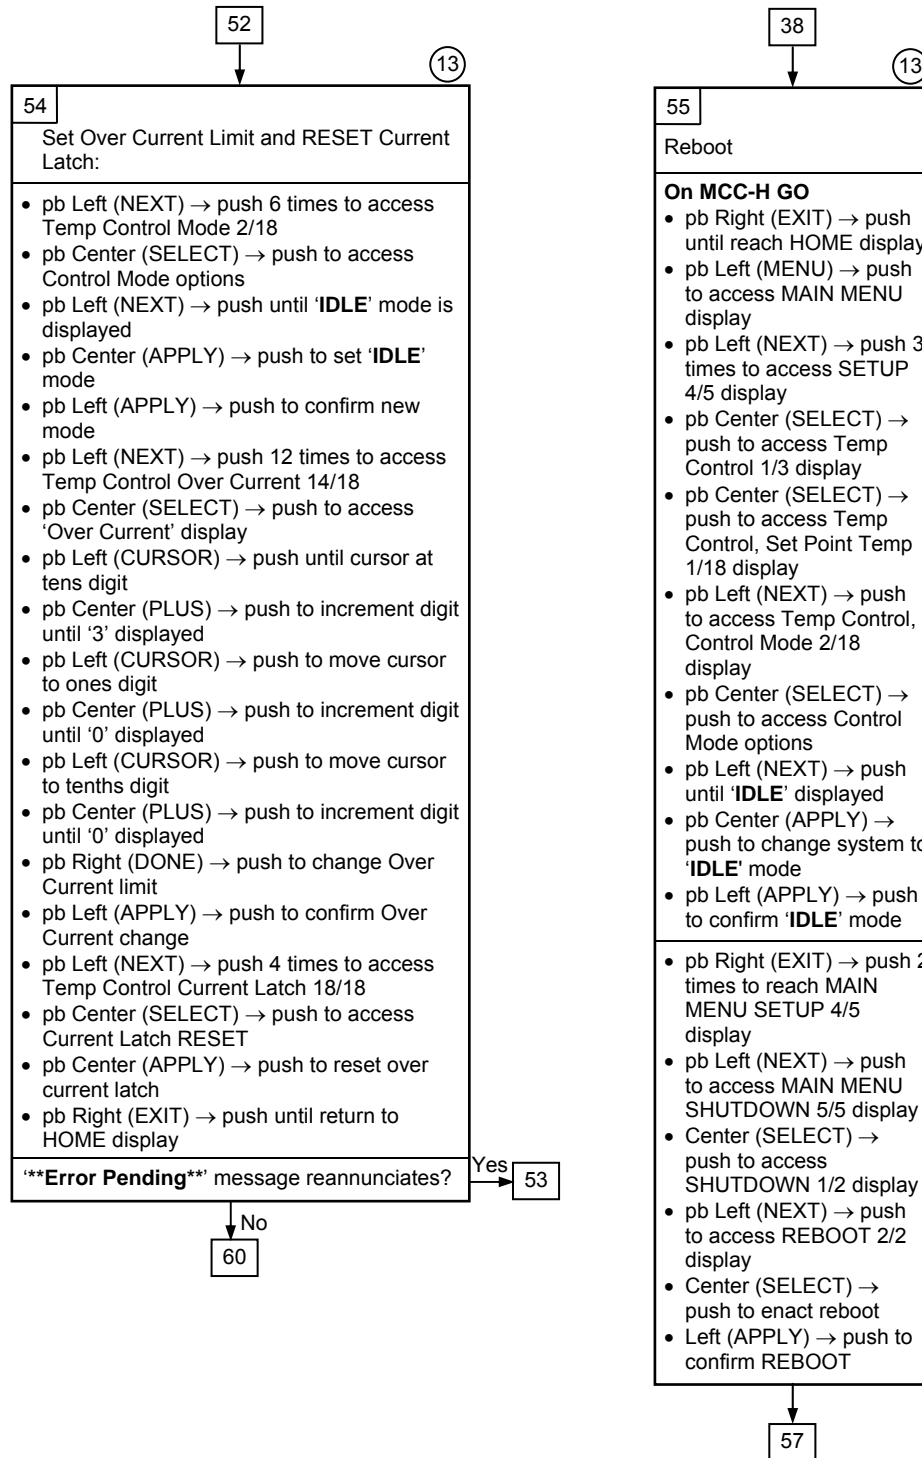 52
13
54
Set Over Current Limit and RESET Current
Latch:
• pb Left (NEXT) → push 6 times to access
Temp Control Mode 2/18
• pb Center (SELECT) → push to access
Control Mode options
• pb Left (NEXT) → push until ‘IDLE’ mode is
displayed
• pb Center (APPLY) → push to set ‘IDLE’
mode
• pb Left (APPLY) → push to confirm new
mode
• pb Left (NEXT) → push 12 times to access
Temp Control Over Current 14/18
• pb Center (SELECT) → push to access
‘Over Current’ display
• pb Left (CURSOR) → push until cursor at
tens digit
• pb Center (PLUS) → push to increment digit
until ‘3’ displayed
• pb Left (CURSOR) → push to move cursor
to ones digit
• pb Center (PLUS) → push to increment digit
until ‘0’ displayed
• pb Left (CURSOR) → push to move cursor
to tenths digit
• pb Center (PLUS) → push to increment digit
until ‘0’ displayed
• pb Right (DONE) → push to change Over
Current limit
• pb Left (APPLY) → push to confirm Over
Current change
• pb Left (NEXT) → push 4 times to access
Temp Control Current Latch 18/18
• pb Center (SELECT) → push to access
Current Latch RESET
• pb Center (APPLY) → push to reset over
current latch
• pb Right (EXIT) → push until return to
HOME display
‘**Error Pending**’ message reannunciates?
Yes
53
No
60
38
13
55
Reboot
On MCC-H GO
• pb Right (EXIT) → push
until reach HOME display
• pb Left (MENU) → push
to access MAIN MENU
display
• pb Left (NEXT) → push 3
times to access SETUP
4/5 display
• pb Center (SELECT) →
push to access Temp
Control 1/3 display
• pb Center (SELECT) →
push to access Temp
Control, Set Point Temp
1/18 display
• pb Left (NEXT) → push
to access Temp Control,
Control Mode 2/18
display
• pb Center (SELECT) →
push to access Control
Mode options
• pb Left (NEXT) → push
until ‘IDLE’ displayed
• pb Center (APPLY) →
push to change system to
‘IDLE' mode
• pb Left (APPLY) → push
to confirm ‘IDLE’ mode
• pb Right (EXIT) → push 2
times to reach MAIN
MENU SETUP 4/5
display
• pb Left (NEXT) → push
to access MAIN MENU
SHUTDOWN 5/5 display
• Center (SELECT) →
push to access
SHUTDOWN 1/2 display
• pb Left (NEXT) → push
to access REBOOT 2/2
display
• Center (SELECT) →
push to enact reboot
• Left (APPLY) → push to
confirm REBOOT
57